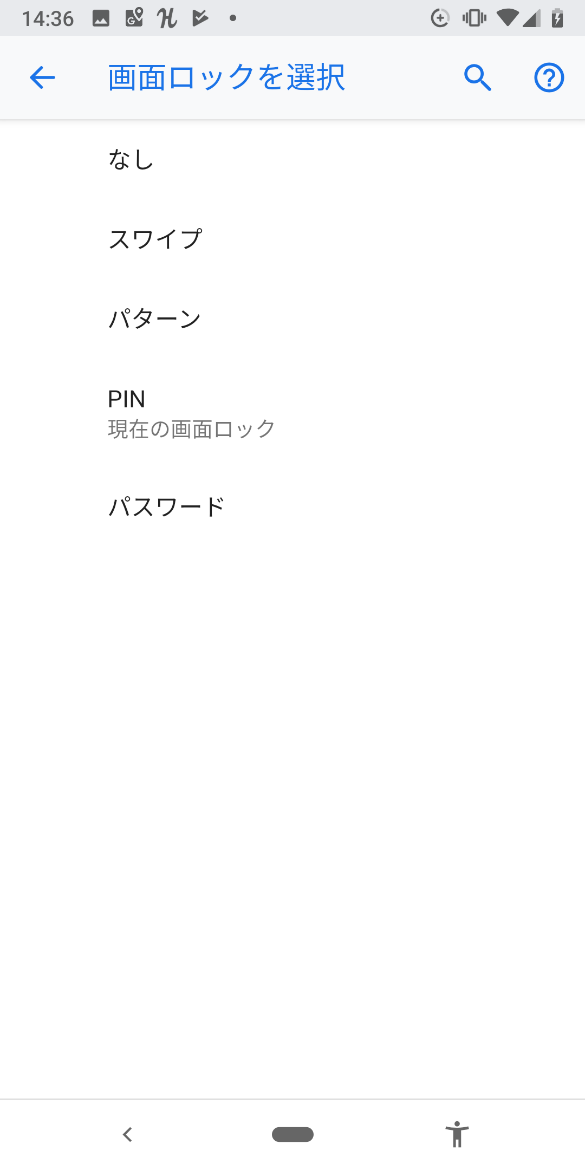 14:36
画面ロックを選択
なし
スワイプ
パターン
PIN
現在の画面ロック
パスワード